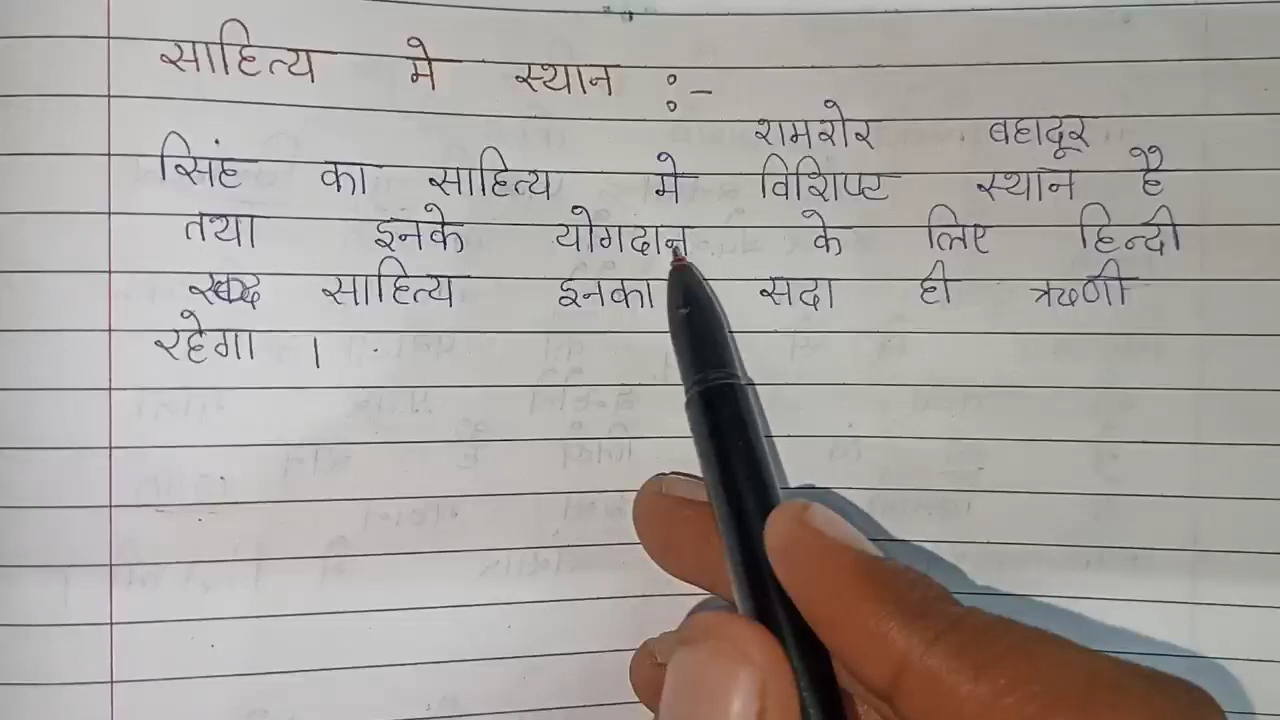 साहित्य मे स्थान :-
शमशेर बहादूर
सिंह का साहित्य मे विशिष्ट स्थान है
तथा इनके योगदान के लिए हिन्दी
साहित्य इनका सदा ही ऋणी
रहेगा ।